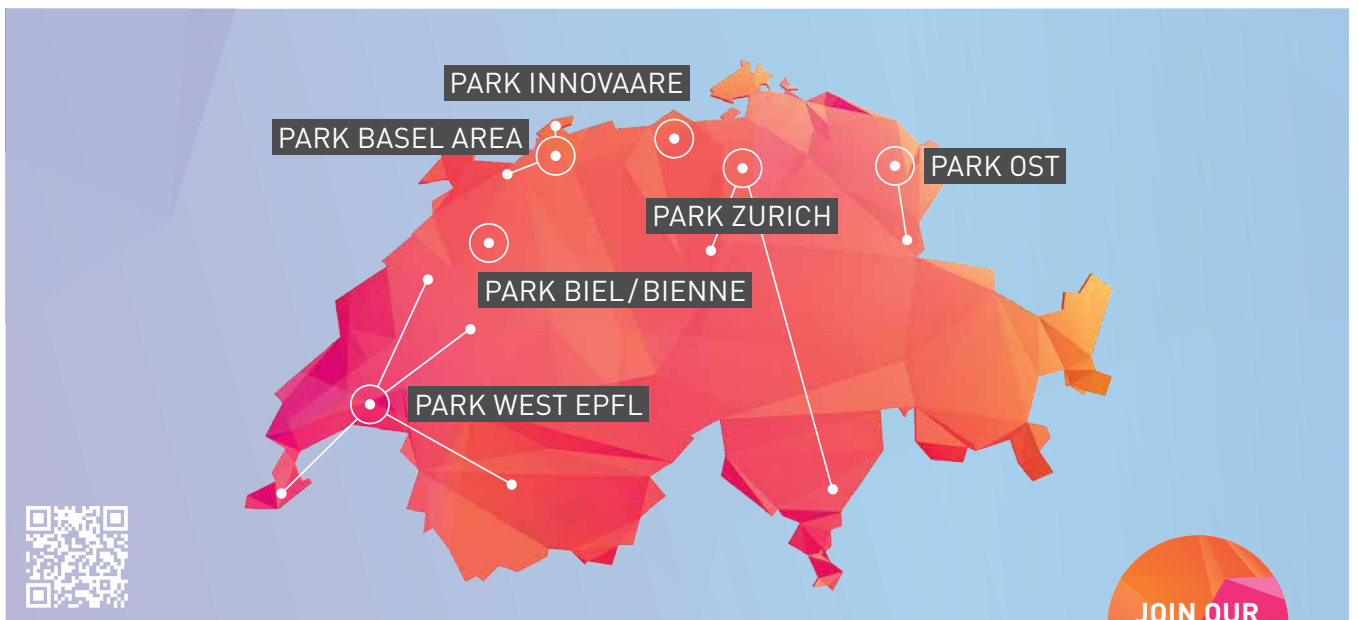 PARK INNOVAARE
PARK BASEL AREA
PARK OST
PARK ZURICH
PARK BIEL/BIENNE
PARK WEST EPFL
JOIN OUR